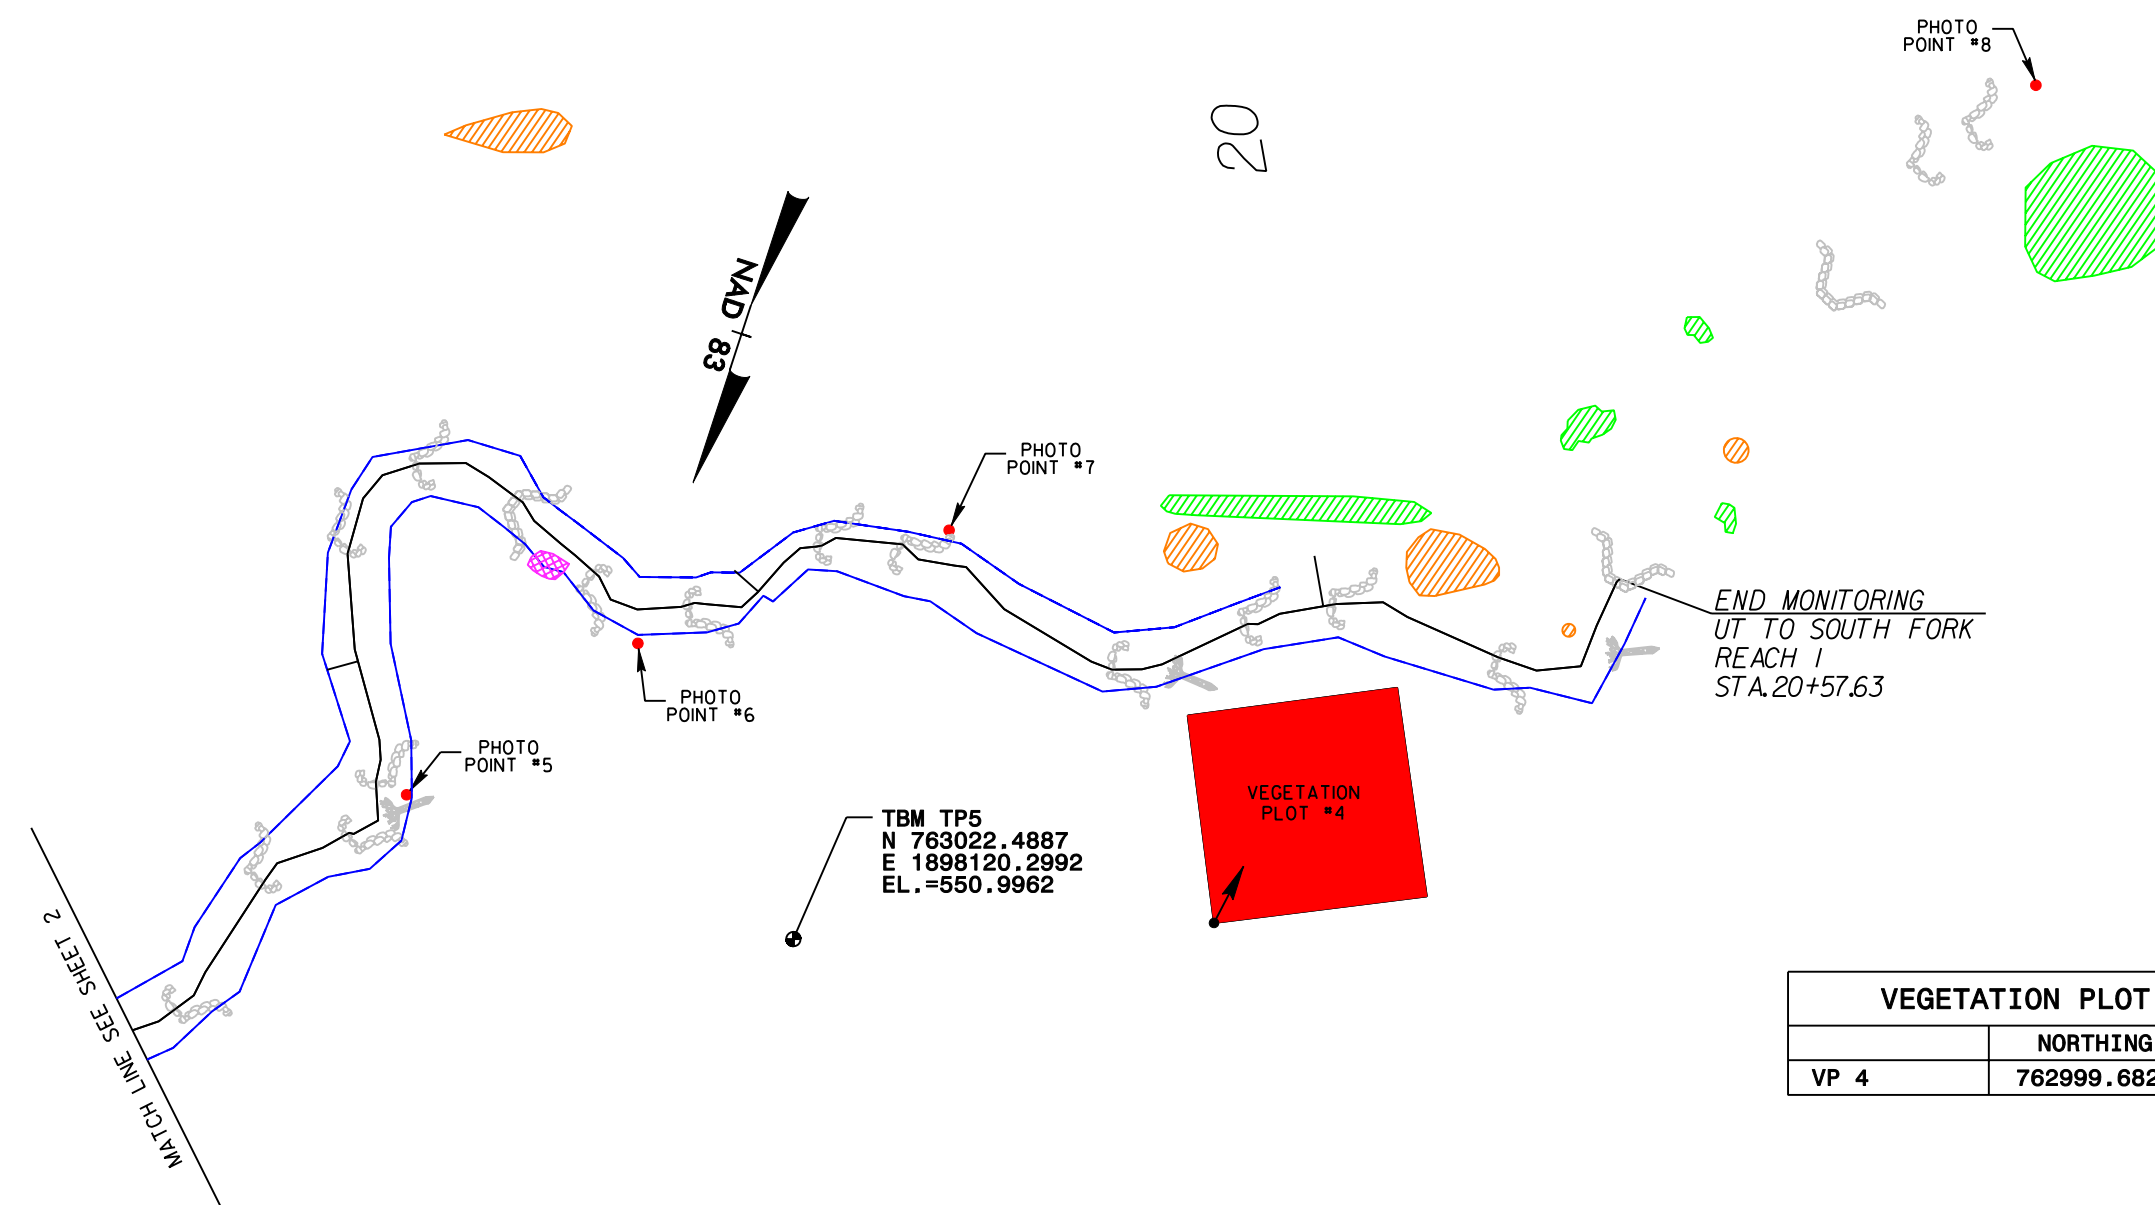 PHOTO
POINT #8
20
NAD 83
PHOTO
POINT #7
END MONITORING
UT TO SOUTH FORK
REACH 1
STA.20+57.63
PHOTO
POINT #6
PHOTO
POINT #5
VEGETATION
PLOT #4
TBM TP5
N 763022.4887
E 1898120.2992
EL.=550.9962
MATCH LINE SEE SHEET 2
VEGETATION PLOT
NORTHING
VP 4 762999.682